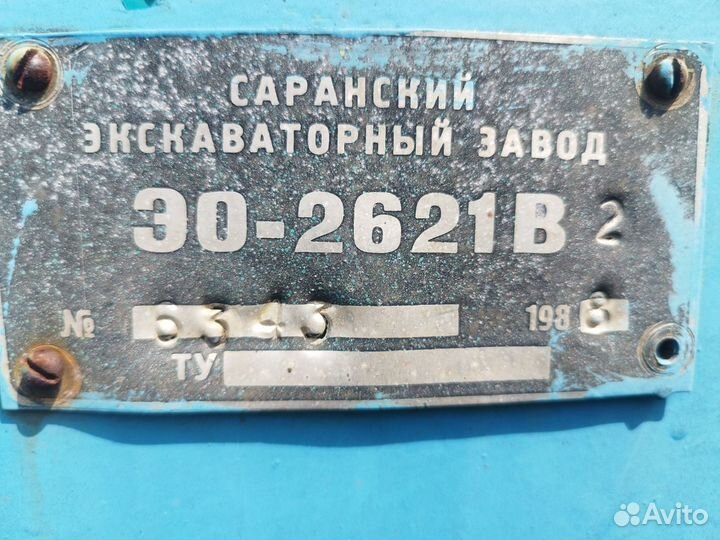 САРАНСКИЙ
ЭКСКАВАТОРНЫЙ ЗАВОД
ЭО-2621В 2
№ 6343 1988
ТУ
Avito